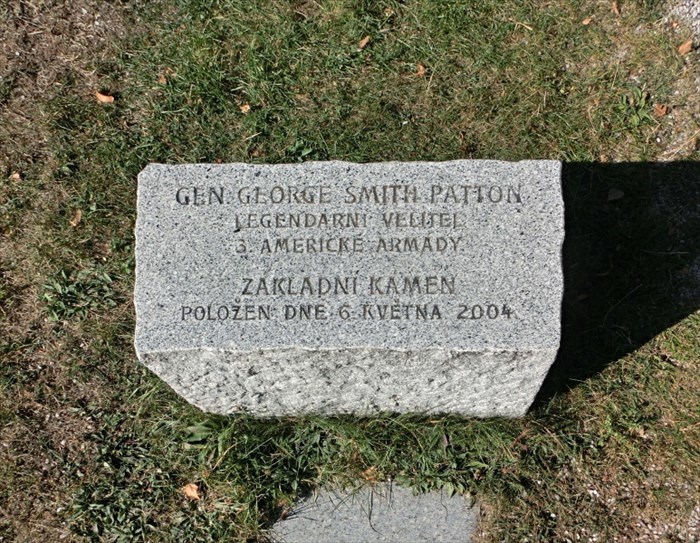 GEN. GEORGE SMITH PATTON
LEGENDÁRNÍ VELITEL
3. AMERICKÉ ARMÁDY
ZÁKLADNÍ KÁMEN
POLOŽEN DNE 6. KVĚTNA 2004